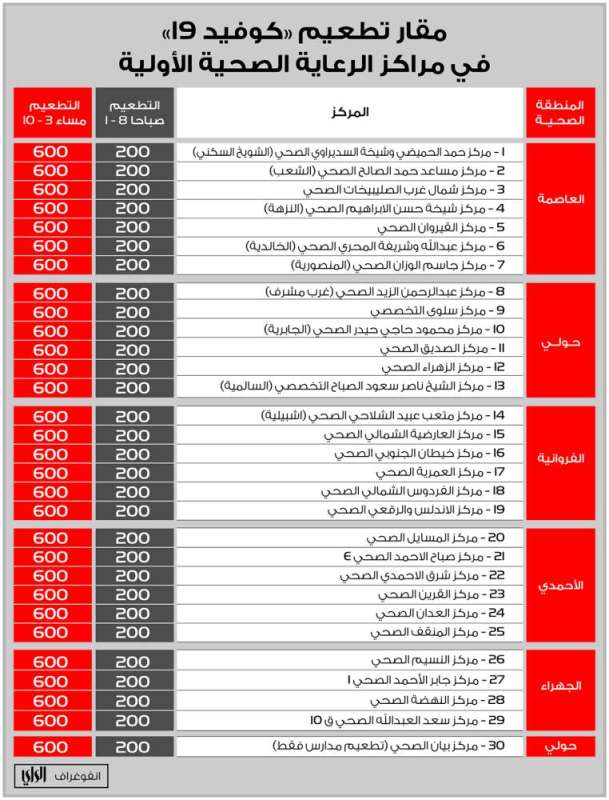 مقار تطعيم «كوفيد 19»
في مراكز الرعاية الصحية الأولية
المنطقة الصحية المركز التطعيم صباحا 8 - 1 التطعيم مساء 3 - 10
العاصمة
1 - مركز حمد الحميضي وشيخة السديراوي الصحي (الشويخ السكني) 200 600
2 - مركز مساعد حمد الصالح الصحي (الشعب) 200 600
3 - مركز شمال غرب الصليبيخات الصحي 200 600
4 - مركز شيخة حسن الابراهيم الصحي (النزهة) 200 600
5 - مركز القيروان الصحي 200 600
6 - مركز عبدالله وشريفة المحري الصحي (الخالدية) 200 600
7 - مركز جاسم الوزان الصحي (المنصورية) 200 600
حولي
8 - مركز عبدالرحمن الزيد الصحي (غرب مشرف) 200 600
9 - مركز سلوى التخصصي 200 600
10 - مركز محمود حاجي حيدر الصحي (الجابرية) 200 600
11 - مركز الصديق الصحي 200 600
12 - مركز الزهراء الصحي 200 600
13 - مركز الشيخ ناصر سعود الصباح التخصصي (السالمية) 200 600
الفروانية
14 - مركز متعب عبيد الشلاحي الصحي (اشبيلية) 200 600
15 - مركز العارضية الشمالي الصحي 200 600
16 - مركز خيطان الجنوبي الصحي 200 600
17 - مركز العمرية الصحي 200 600
18 - مركز الفردوس الشمالي الصحي 200 600
19 - مركز الاندلس والرقعي الصحي 200 600
الأحمدي
20 - مركز المسايل الصحي 200 600
21 - مركز صباح الاحمد الصحي E 200 600
22 - مركز شرق الاحمدي الصحي 200 600
23 - مركز القرين الصحي 200 600
24 - مركز العدان الصحي 200 600
25 - مركز المنقف الصحي 200 600
الجهراء
26 - مركز النسيم الصحي 200 600
27 - مركز جابر الأحمد الصحي 1 200 600
28 - مركز النهضة الصحي 200 600
29 - مركز سعد العبدالله الصحي ق 10 200 600
حولي
30 - مركز بيان الصحي (تطعيم مدارس فقط) 200 600
انفوغراف الراي